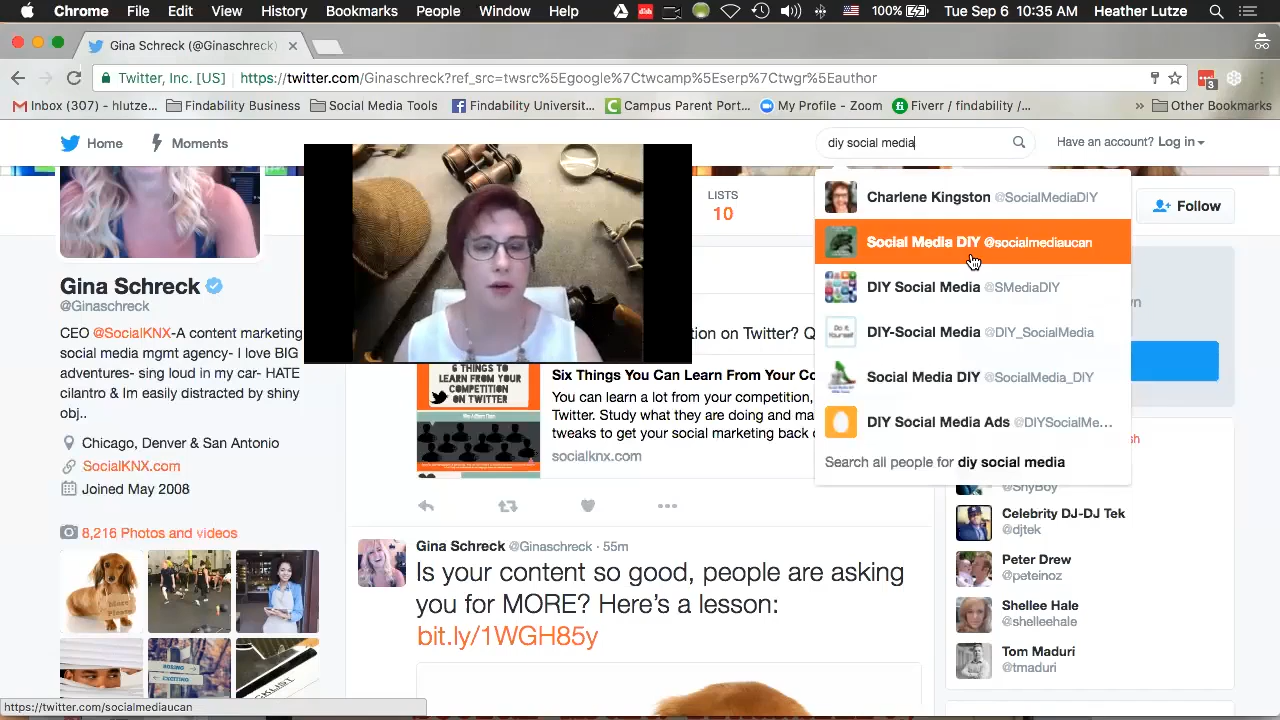 Chrome File Edit View History Bookmarks People Window Help 100% Tue Sep 6 10:35 AM Heather Lutze
Gina Schreck (@Ginaschreck)
Twitter, Inc. [US] https://twitter.com/Ginaschreck?ref_src=twsrc%5Egoogle%7Ctwcamp%5Eserp%7Ctwgr%5Eauthor
3
Inbox (307) - hlutze... Findability Business Social Media Tools Findability Universit... Campus Parent Port... My Profile - Zoom Fiverr / findability /... » Other Bookmarks
Home Moments diy social media Have an account? Log in
LISTS
10
Follow
Charlene Kingston @SocialMediaDIY
Social Media DIY @socialmediaucan
DIY Social Media @SMediaDIY
DIY-Social Media @DIY_SocialMedia
Social Media DIY @SocialMedia_DIY
DIY Social Media Ads @DIYSocialMe...
Search all people for diy social media
Gina Schreck
@Ginaschreck
CEO @SocialKNX-A content marketing
social media mgmt agency- I love BIG
adventures- sing loud in my car- HATE
cilantro & I'm easily distracted by shiny
obj..
Chicago, Denver & San Antonio
SocialKNX.com
Joined May 2008
8,216 Photos and videos
tion on Twitter? Q
6 THINGS TO
LEARN FROM YOUR
COMPETITION
ON TWITTER
Six Things You Can Learn From Your Co
You can learn a lot from your competition,
Twitter. Study what they are doing and ma
tweaks to get your social marketing back
socialknx.com
Gina Schreck @Ginaschreck · 55m
Is your content so good, people are asking
you for MORE? Here's a lesson:
bit.ly/1WGH85y
@ShyBoy
Celebrity DJ-DJ Tek
@djtek
Peter Drew
@peteinoz
Shellee Hale
@shelleehale
Tom Maduri
@tmaduri
https://twitter.com/socialmediaucan